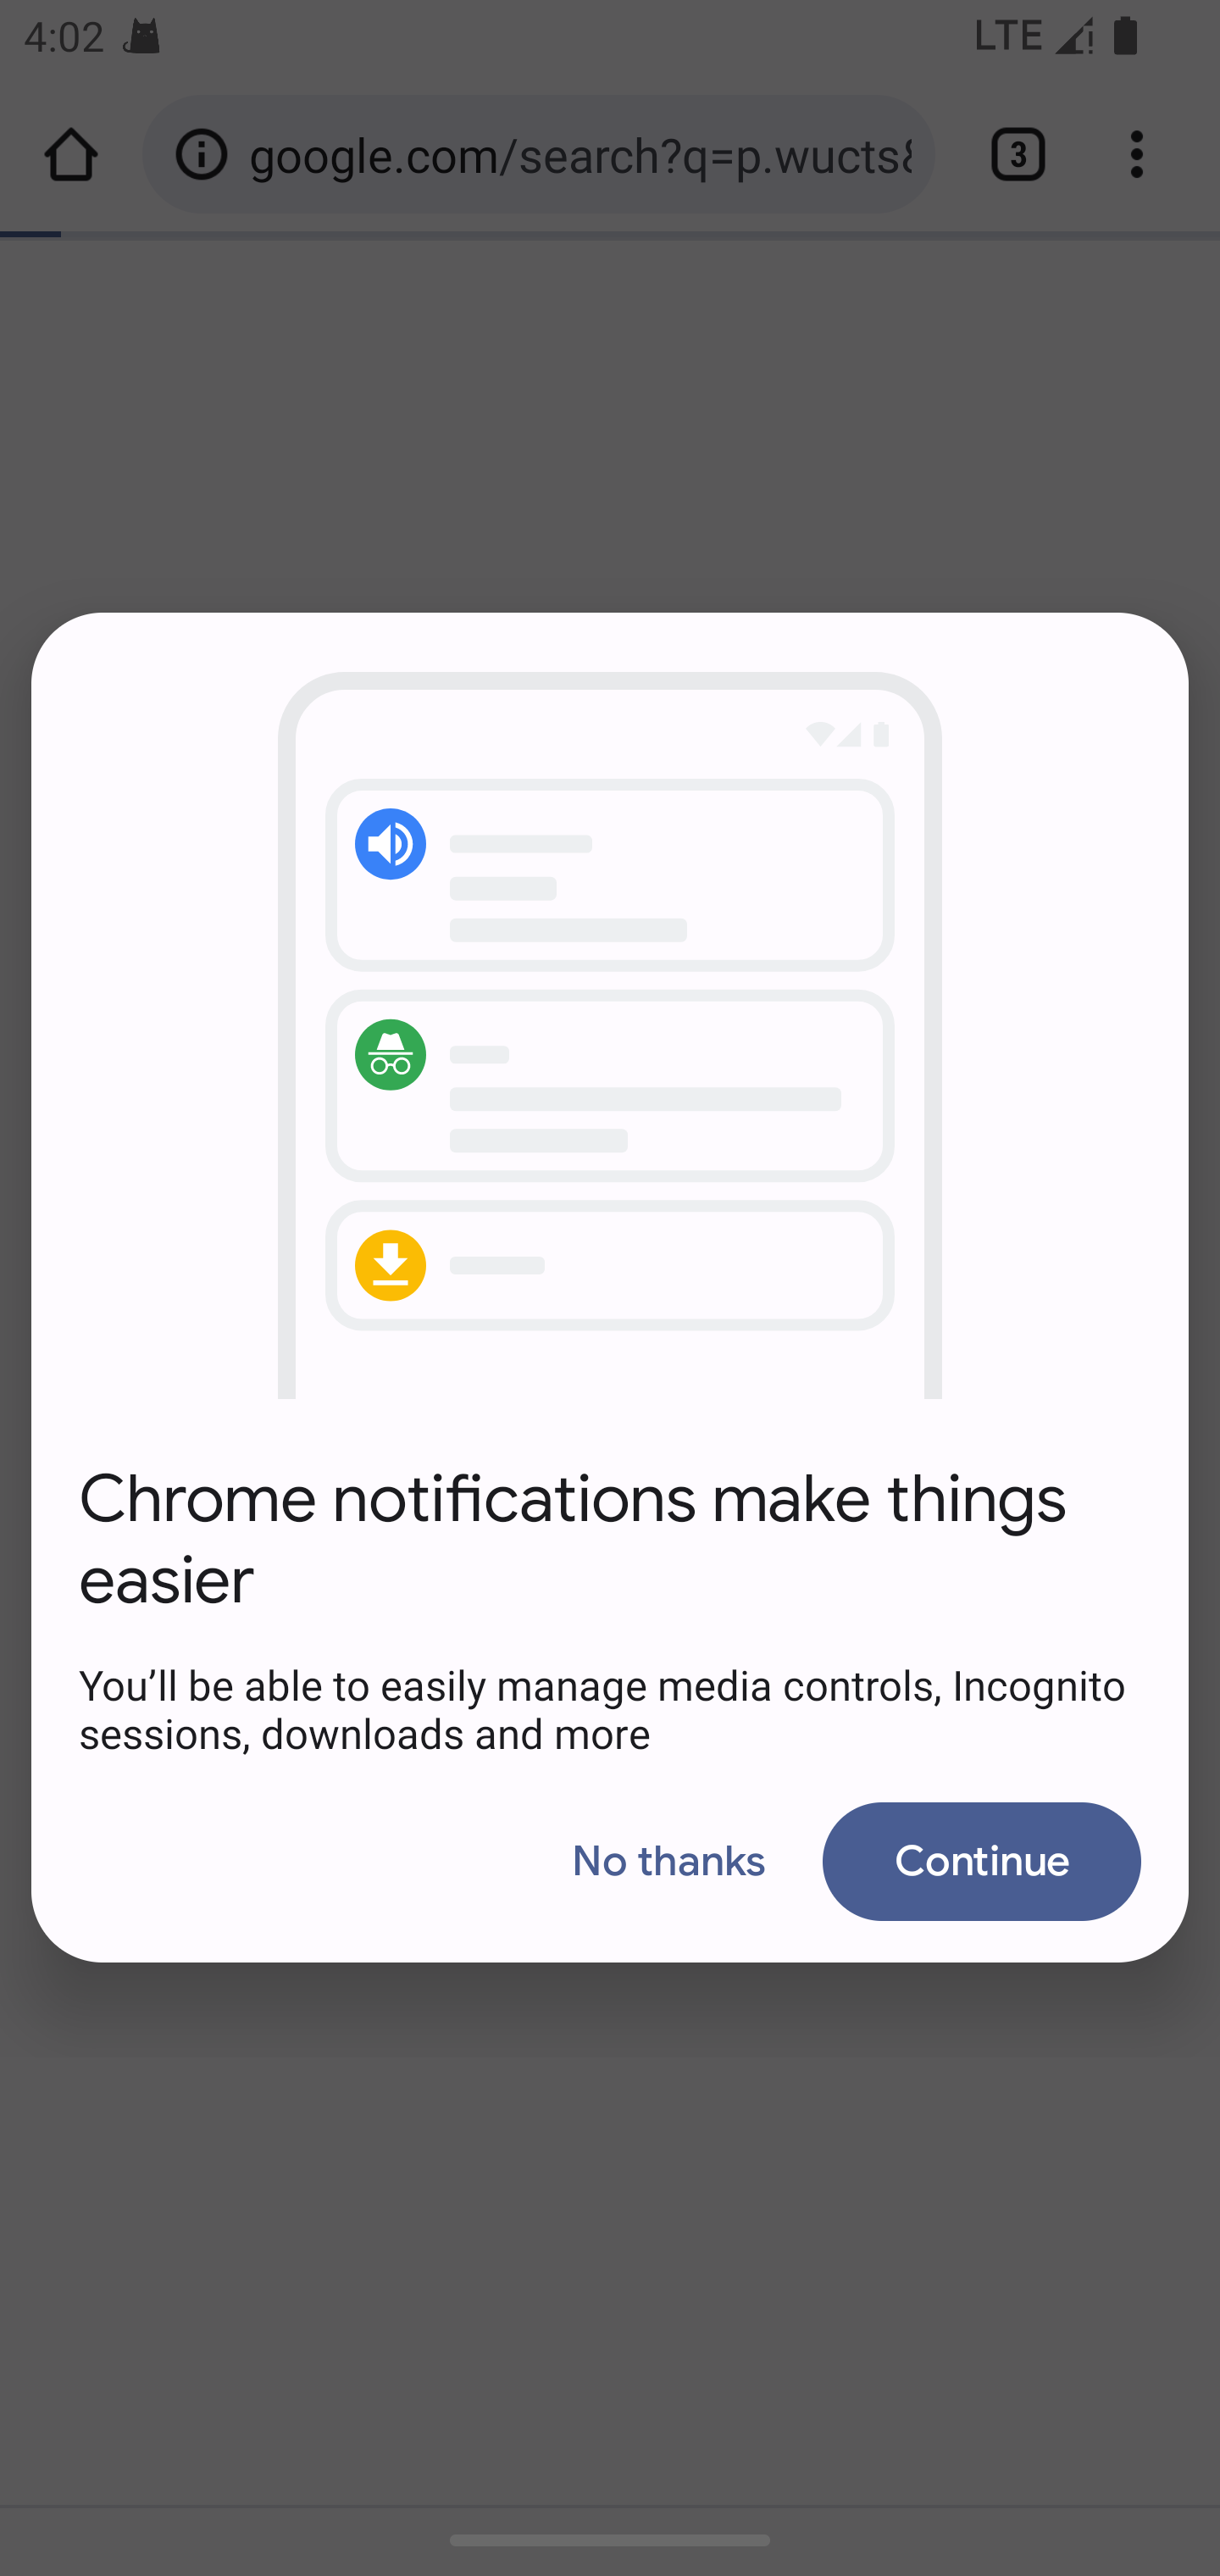 4:02 LTE
google.com/search?q=p.wucts
3
Chrome notifications make things
easier
You’ll be able to easily manage media controls, Incognito
sessions, downloads and more
No thanks Continue